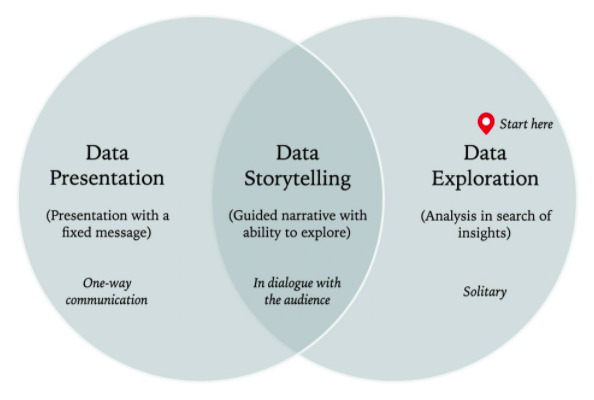 Start here
Data
Presentation
(Presentation with a
fixed message)
One-way
communication
Data
Storytelling
(Guided narrative with
ability to explore)
In dialogue with
the audience
Data
Exploration
(Analysis in search of
insights)
Solitary